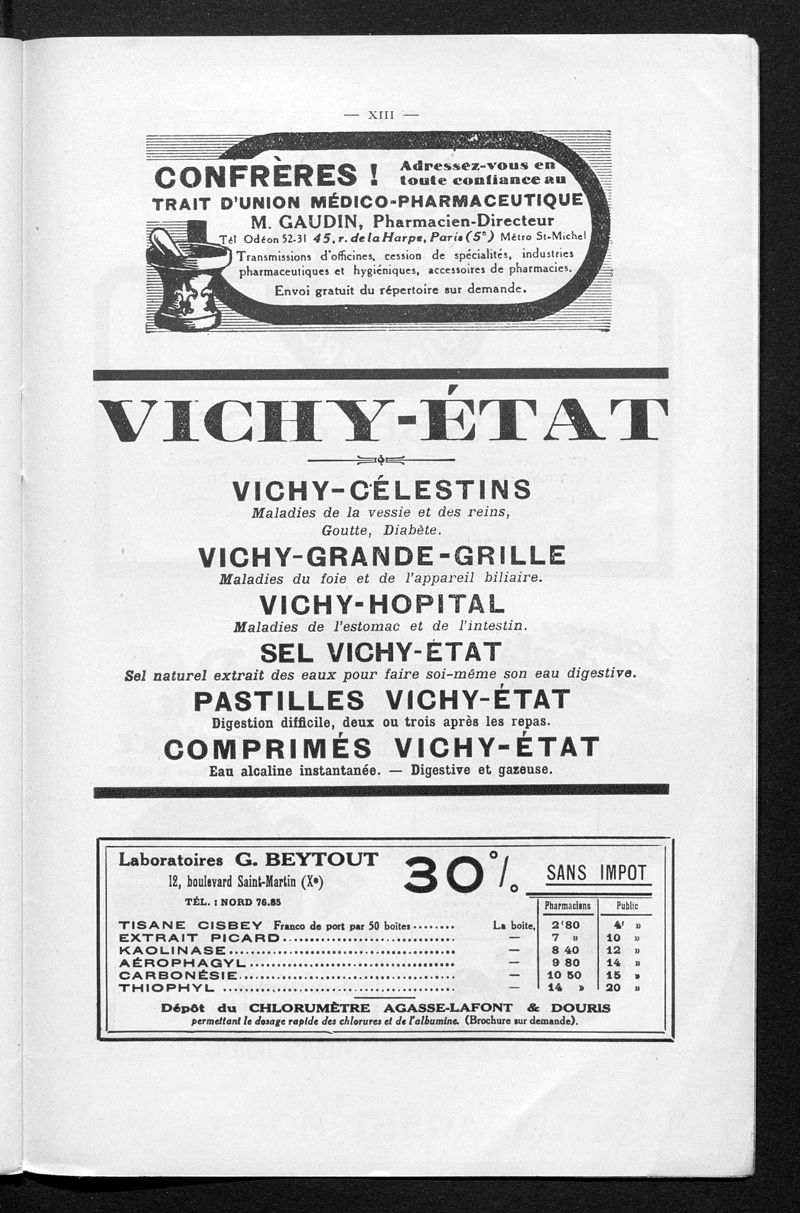 — XIII —
CONFRÈRES ! Adressez-vous en
toute confiance au
TRAIT D'UNION MÉDICO-PHARMACEUTIQUE
M. GAUDIN, Pharmacien-Directeur
Tél Odéon 52-31 45, r. de la Harpe, Paris (5e) Métro St-Michel
Transmissions d'officines, cession de spécialités, industries
pharmaceutiques et hygiéniques, accessoires de pharmacies.
Envoi gratuit du répertoire sur demande.
VICHY-ÉTAT
VICHY-CÉLESTINS
Maladies de la vessie et des reins,
Goutte, Diabète.
VICHY-GRANDE-GRILLE
Maladies du foie et de l'appareil biliaire.
VICHY-HOPITAL
Maladies de l'estomac et de l'intestin.
SEL VICHY-ÉTAT
Sel naturel extrait des eaux pour faire soi-même son eau digestive.
PASTILLES VICHY-ÉTAT
Digestion difficile, deux ou trois après les repas.
COMPRIMÉS VICHY-ÉTAT
Eau alcaline instantanée. — Digestive et gazeuse.
Laboratoires G. BEYTOUT
12, boulevard Saint-Martin (Xe)
TÉL. : NORD 76.85
30 % SANS IMPOT
Pharmaciens Public
TISANE CISBEY Franco de port par 50 boîtes........ La boîte, 2f80 4f »
EXTRAIT PICARD........ — 7 » 10 »
KAOLINASE........ — 8 40 12 »
AÉROPHAGYL........ — 9 80 14 »
CARBONÉSIE........ — 10 50 15 »
THIOPHYL ........ — 14 » 20 »
Dépôt du CHLORUMÈTRE AGASSE-LAFONT & DOURIS
permettant le dosage rapide des chlorures et de l'albumine. (Brochure sur demande).